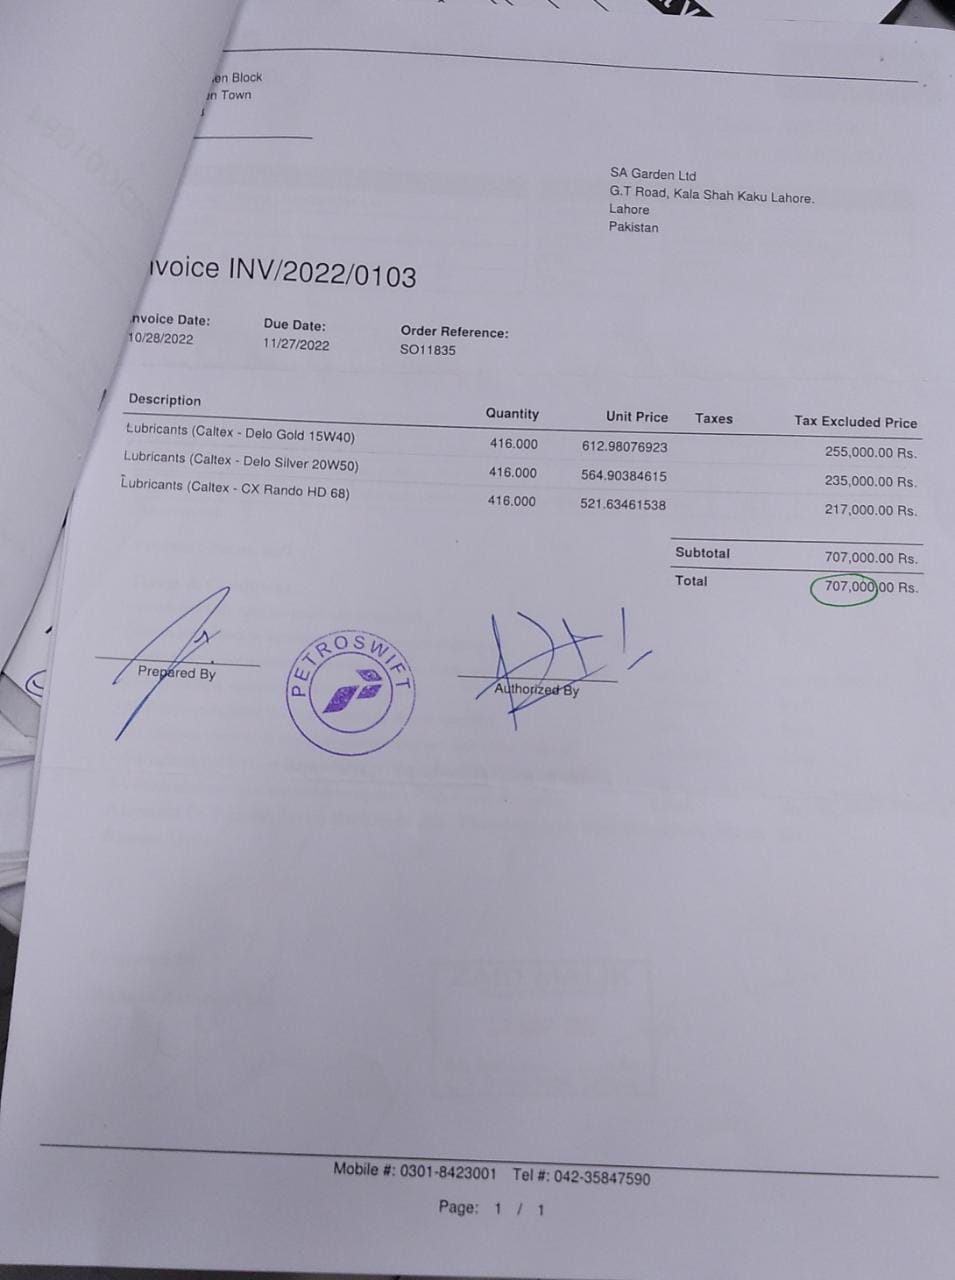 en Block
n Town
SA Garden Ltd
G.T Road, Kala Shah Kaku Lahore.
Lahore
Pakistan
nvoice INV/2022/0103
nvoice Date: Due Date: Order Reference:
10/28/2022 11/27/2022 SO11835
Description Quantity Unit Price Taxes Tax Excluded Price
Lubricants (Caltex - Delo Gold 15W40) 416.000 612.98076923 255,000.00 Rs.
Lubricants (Caltex - Delo Silver 20W50) 416.000 564.90384615 235,000.00 Rs.
Lubricants (Caltex - CX Rando HD 68) 416.000 521.63461538 217,000.00 Rs.
Subtotal 707,000.00 Rs.
Total 707,000.00 Rs.
Prepared By
PETROSWIFT
Authorized By
Mobile #: 0301-8423001 Tel #: 042-35847590
Page: 1 / 1